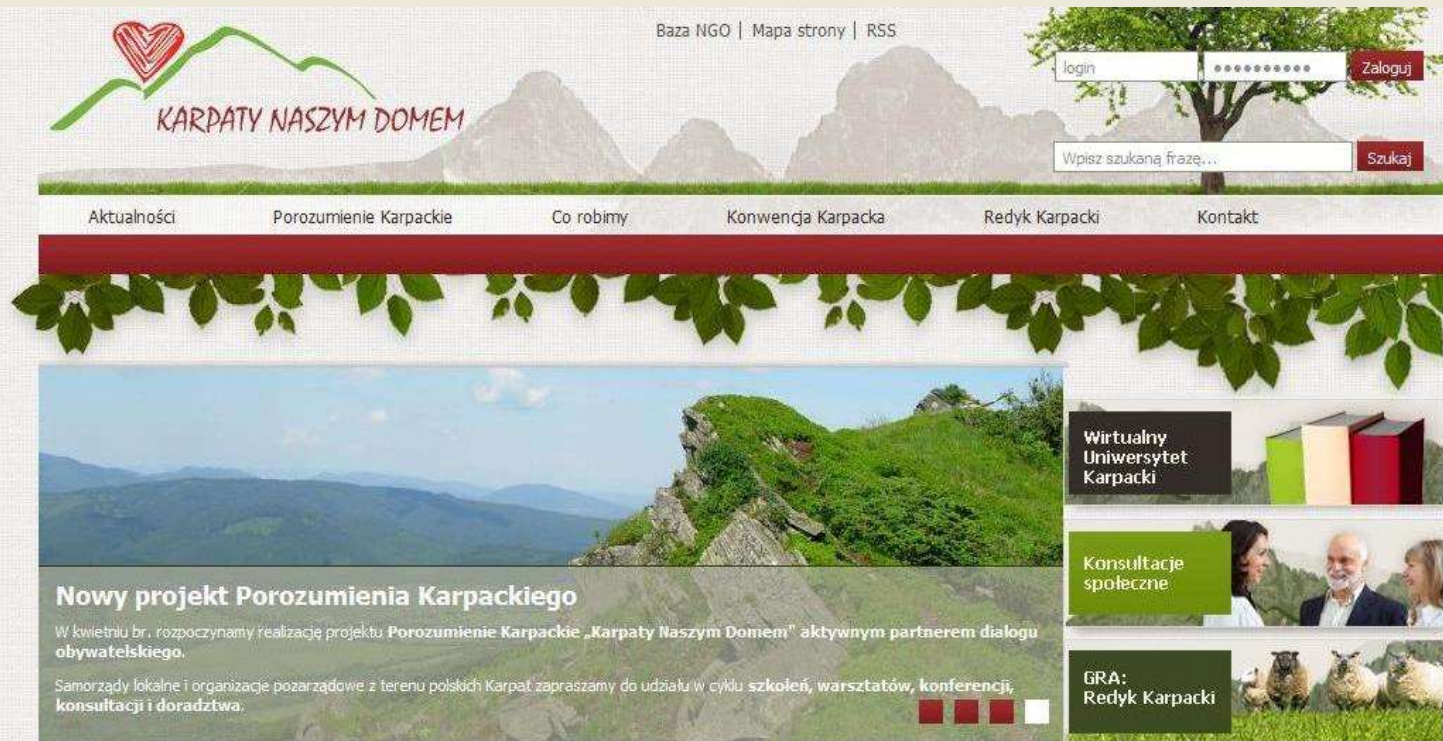 Baza NGO | Mapa strony | RSS
login
Zaloguj
KARPATY NASZYM DOMEM
Wpisz szukaną frazę...
Szukaj
Aktualności Porozumienie Karpackie Co robimy Konwencja Karpacka Redyk Karpacki Kontakt
Nowy projekt Porozumienia Karpackiego
W kwietniu br. rozpoczynamy realizację projektu Porozumienie Karpackie „Karpaty Naszym Domem" aktywnym partnerem dialogu
obywatelskiego.
Samorządy lokalne i organizacje pozarządowe z terenu polskich Karpat zapraszamy do udziału w cyklu szkoleń, warsztatów, konferencji,
konsultacji i doradztwa.
Wirtualny
Uniwersytet
Karpacki
Konsultacje
społeczne
GRA:
Redyk Karpacki